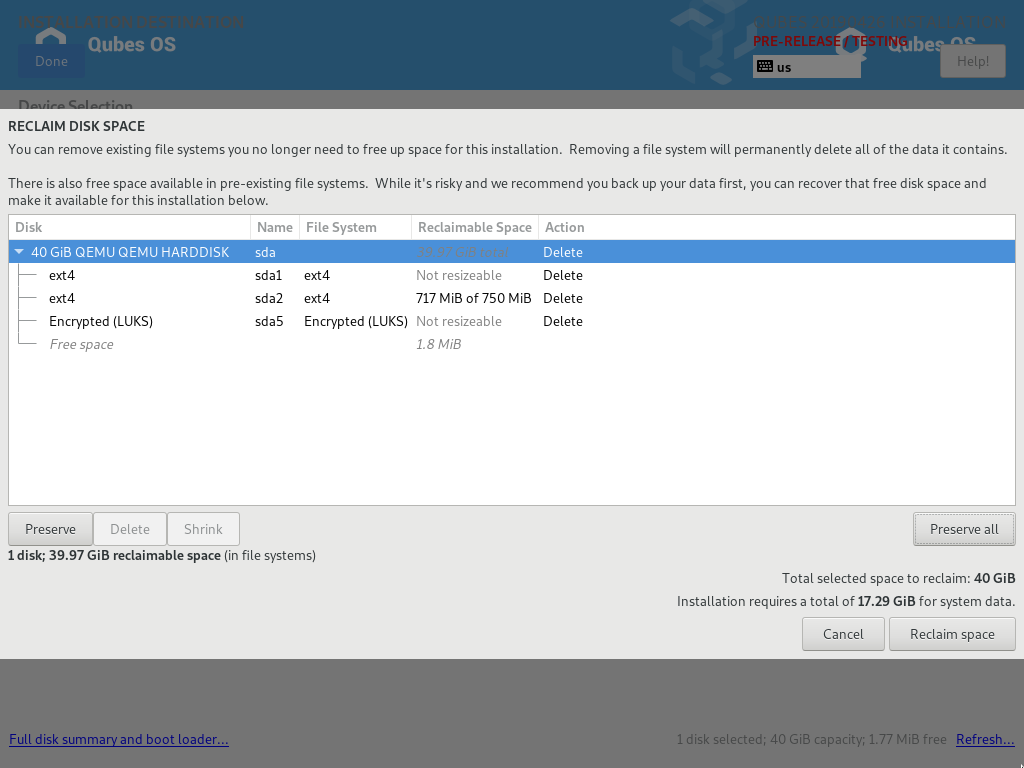 INSTALLATION DESTINATION
Qubes OS
PRE-RELEASE / TESTING
Qubes OS
Done
us
Help!
Device Selection
RECLAIM DISK SPACE
You can remove existing file systems you no longer need to free up space for this installation.  Removing a file system will permanently delete all of the data it contains.
There is also free space available in pre-existing file systems.  While it's risky and we recommend you back up your data first, you can recover that free disk space and
make it available for this installation below.
Disk Name File System Reclaimable Space Action
40 GiB QEMU QEMU HARDDISK sda Delete
ext4 sda1 ext4 Not resizeable Delete
ext4 sda2 ext4 717 MiB of 750 MiB Delete
Encrypted (LUKS) sda5 Encrypted (LUKS) Not resizeable Delete
Free space 1.8 MiB
Preserve Delete Shrink Preserve all
1 disk; 39.97 GiB reclaimable space (in file systems)
Total selected space to reclaim: 40 GiB
Installation requires a total of 17.29 GiB for system data.
Cancel Reclaim space
Full disk summary and boot loader... 1 disk selected; 40 GiB capacity; 1.77 MiB free Refresh...